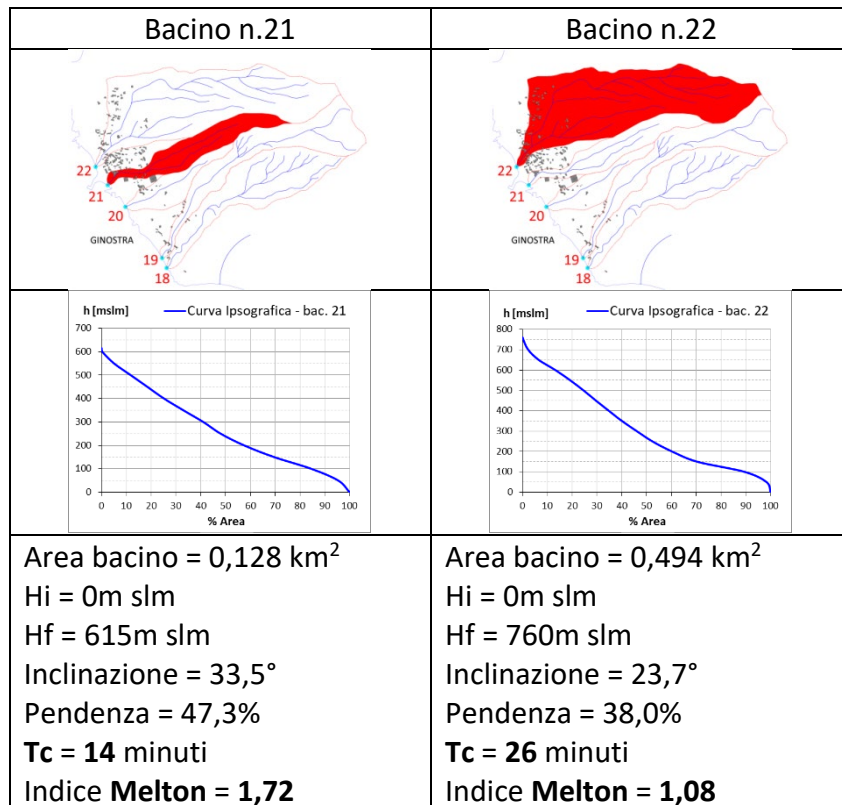 Bacino n.21
22
21
20
GINOSTRA
19
18
h [mslm]
Curva Ipsografica - bac. 21
700
600
500
400
300
200
100
0
0 10 20 30 40 50 60 70 80 90 100
% Area
Area bacino = 0,128 km²
Hi = 0m slm
Hf = 615m slm
Inclinazione = 33,5°
Pendenza = 47,3%
Tc = 14 minuti
Indice Melton = 1,72
Bacino n.22
22
21
20
GINOSTRA
19
18
h [mslm]
Curva Ipsografica - bac. 22
800
700
600
500
400
300
200
100
0
0 10 20 30 40 50 60 70 80 90 100
% Area
Area bacino = 0,494 km²
Hi = 0m slm
Hf = 760m slm
Inclinazione = 23,7°
Pendenza = 38,0%
Tc = 26 minuti
Indice Melton = 1,08